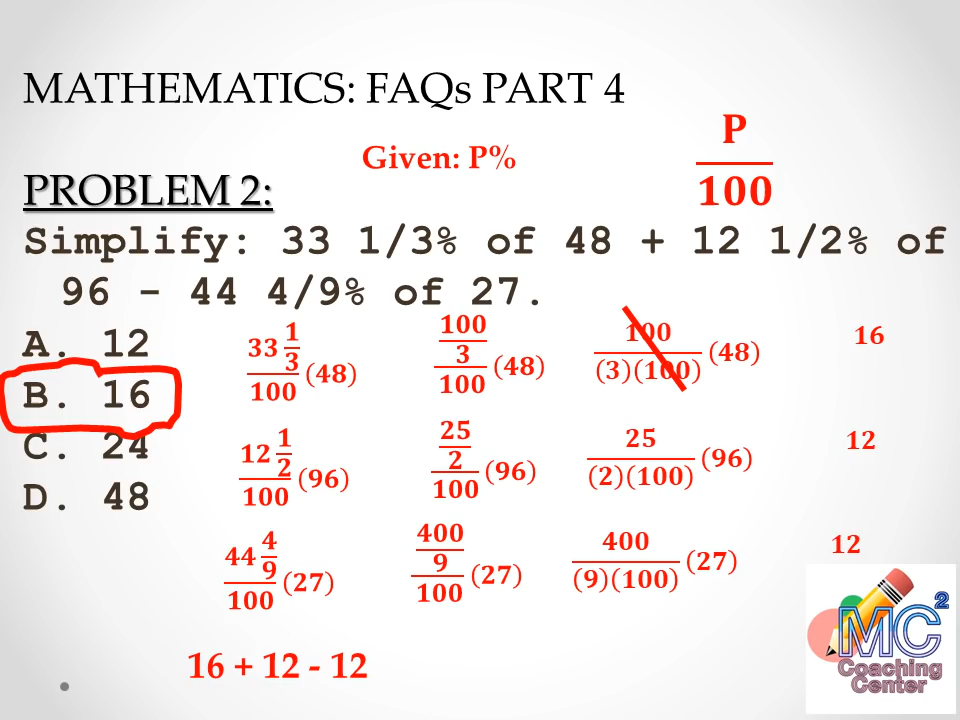 MATHEMATICS: FAQs PART 4
Given: P%
P
100
PROBLEM 2:
Simplify: 33 1/3% of 48 + 12 1/2% of
96 - 44 4/9% of 27.
A. 12
B. 16
C. 24
D. 48
33 1/3 / 100 (48)
100/3 / 100 (48)
100 / (3)(100) (48)
16
12 1/2 / 100 (96)
25/2 / 100 (96)
25 / (2)(100) (96)
12
44 4/9 / 100 (27)
400/9 / 100 (27)
400 / (9)(100) (27)
12
16 + 12 - 12
MC2
Coaching
Center